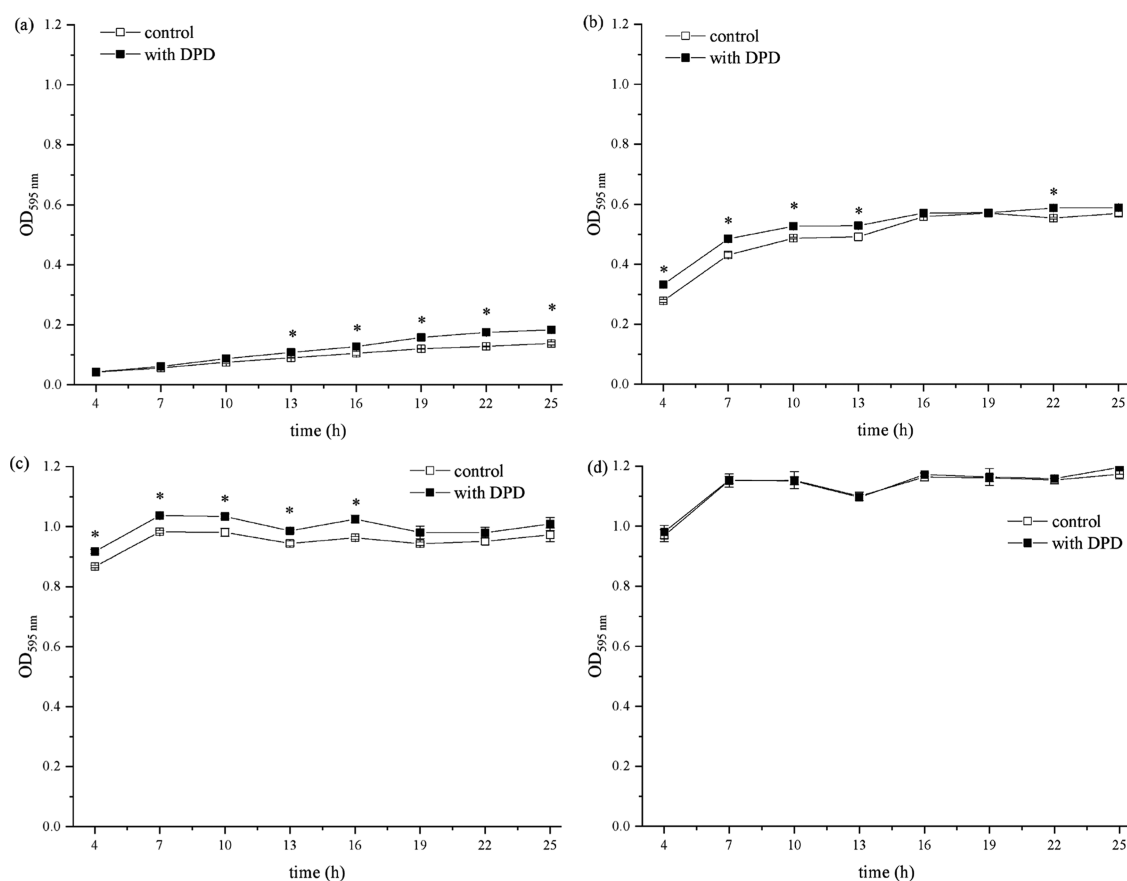 (a)
control
with DPD
1.2
1.0
0.8
0.6
0.4
0.2
0.0
OD595 nm
* * * * *
4 7 10 13 16 19 22 25
time (h)
(b)
control
with DPD
1.2
1.0
0.8
0.6
0.4
0.2
0.0
OD595 nm
* * * * *
4 7 10 13 16 19 22 25
time (h)
(c)
control
with DPD
1.2
1.0
0.8
0.6
0.4
0.2
0.0
OD595 nm
* * * * *
4 7 10 13 16 19 22 25
time (h)
(d)
control
with DPD
1.2
1.0
0.8
0.6
0.4
0.2
0.0
OD595 nm
4 7 10 13 16 19 22 25
time (h)